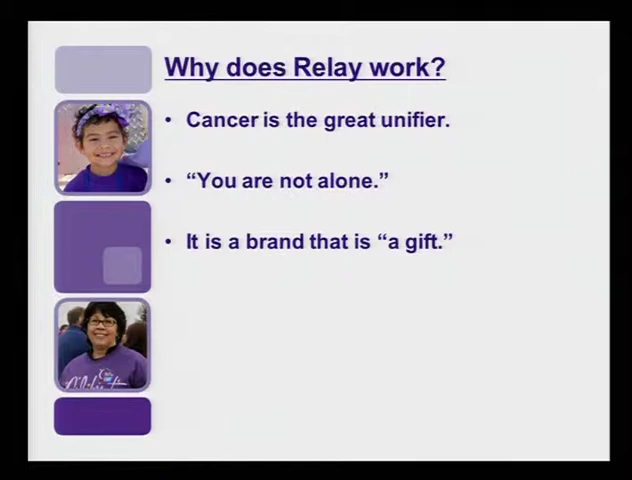 Why does Relay work?
• Cancer is the great unifier.
• “You are not alone.”
• It is a brand that is “a gift.”